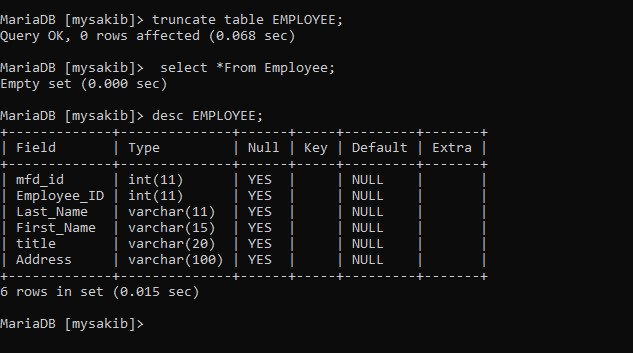 MariaDB [mysakib]> truncate table EMPLOYEE;
Query OK, 0 rows affected (0.068 sec)
MariaDB [mysakib]>  select *From Employee;
Empty set (0.000 sec)
MariaDB [mysakib]> desc EMPLOYEE;
+-------------+--------------+------+-----+---------+-------+
| Field       | Type         | Null | Key | Default | Extra |
+-------------+--------------+------+-----+---------+-------+
| mfd_id      | int(11)      | YES  |     | NULL    |       |
| Employee_ID | int(11)      | YES  |     | NULL    |       |
| Last_Name   | varchar(11)  | YES  |     | NULL    |       |
| First_Name  | varchar(15)  | YES  |     | NULL    |       |
| title       | varchar(20)  | YES  |     | NULL    |       |
| Address     | varchar(100) | YES  |     | NULL    |       |
+-------------+--------------+------+-----+---------+-------+
6 rows in set (0.015 sec)
MariaDB [mysakib]>